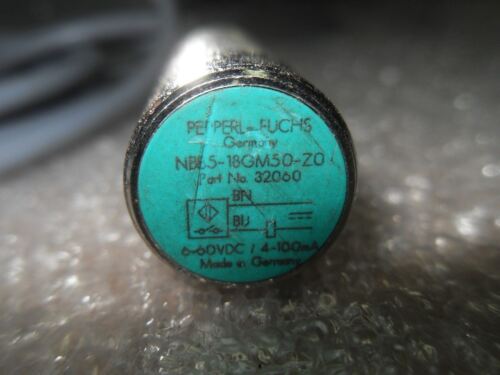 PEPPERL+FUCHS
Germany
NBB5-18GM50-Z0
Part No. 32060
BN
BU
6-60VDC / 4-100mA
Made in Germany